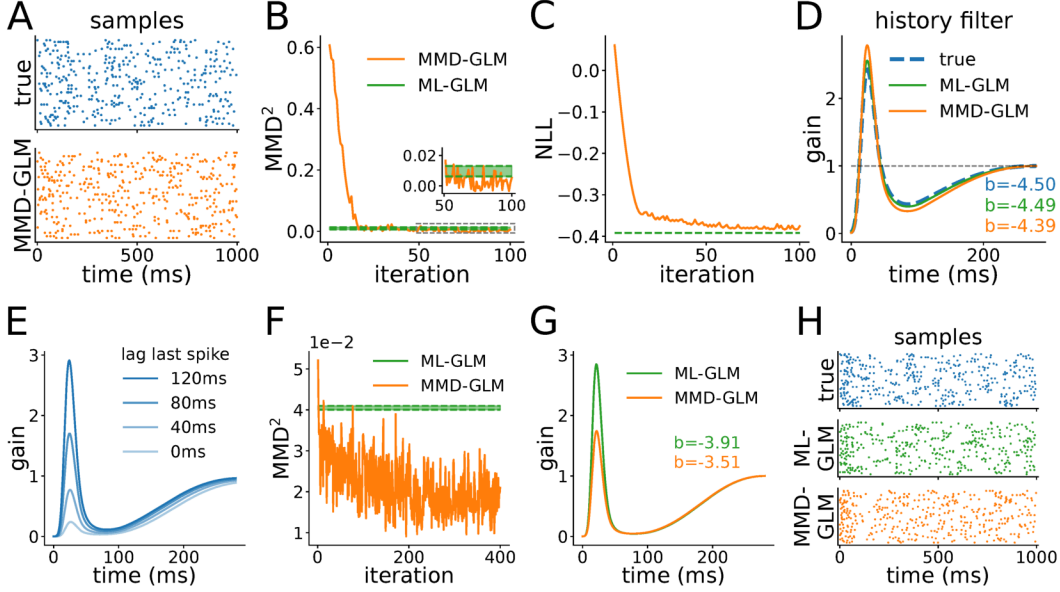 A
samples
true
MMD-GLM
0
500
1000
time (ms)
B
MMD²
0.6
0.4
0.2
0.0
MMD-GLM
ML-GLM
0.02
0.00
50
100
0
50
100
iteration
C
NLL
0.0
−0.1
−0.2
−0.3
−0.4
0
50
100
iteration
D
history filter
gain
2
1
0
true
ML-GLM
MMD-GLM
b=-4.50
b=-4.49
b=-4.39
0
200
time (ms)
E
gain
3
2
1
0
lag last spike
120ms
80ms
40ms
0ms
0
200
time (ms)
F
1e−2
MMD²
5
4
3
2
1
ML-GLM
MMD-GLM
0
200
400
iteration
G
gain
3
2
1
0
ML-GLM
MMD-GLM
b=-3.91
b=-3.51
0
200
time (ms)
H
samples
true
ML-
GLM
MMD-
GLM
0
500
1000
time (ms)